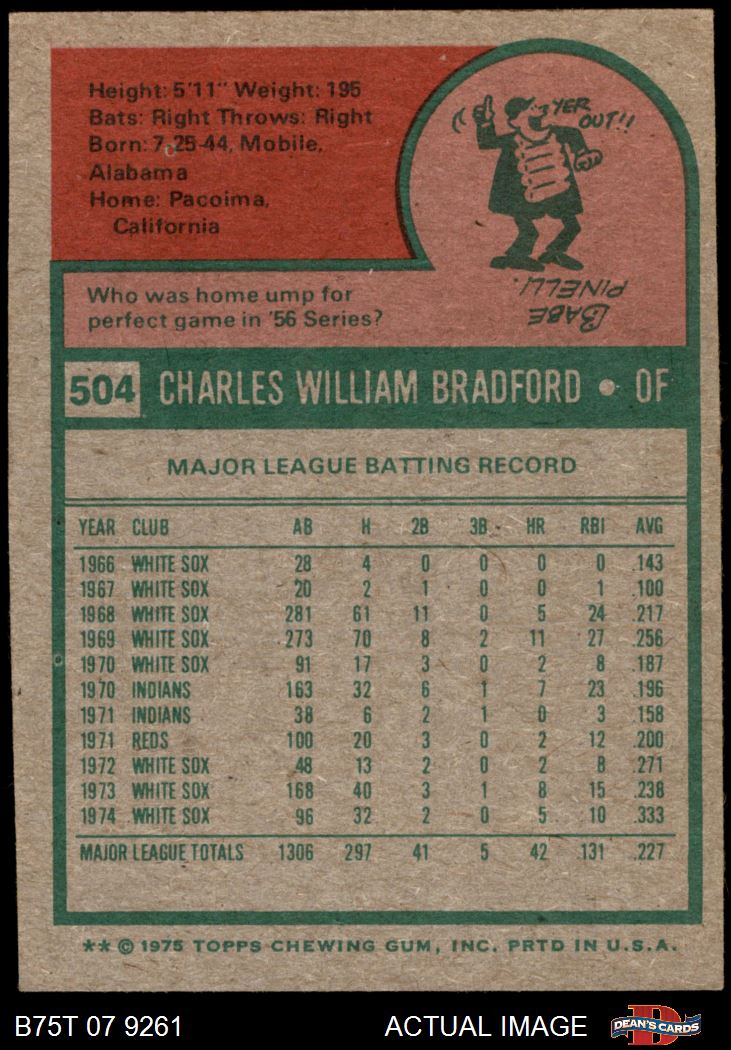 Height: 5'11" Weight: 195
Bats: Right Throws: Right
Born: 7-25-44, Mobile,
Alabama
Home: Pacoima,
California
YER
OUT!!
Who was home ump for
perfect game in '56 Series?
BABE
PINELLI.
504 CHARLES WILLIAM BRADFORD • OF
MAJOR LEAGUE BATTING RECORD
YEAR CLUB AB H 2B 3B HR RBI AVG
1966 WHITE SOX 28 4 0 0 0 0 .143
1967 WHITE SOX 20 2 1 0 0 1 .100
1968 WHITE SOX 281 61 11 0 5 24 .217
1969 WHITE SOX 273 70 8 2 11 27 .256
1970 WHITE SOX 91 17 3 0 2 8 .187
1970 INDIANS 163 32 6 1 7 23 .196
1971 INDIANS 38 6 2 1 0 3 .158
1971 REDS 100 20 3 0 2 12 .200
1972 WHITE SOX 48 13 2 0 2 8 .271
1973 WHITE SOX 168 40 3 1 8 15 .238
1974 WHITE SOX 96 32 2 0 5 10 .333
MAJOR LEAGUE TOTALS 1306 297 41 5 42 131 .227
** © 1975 TOPPS CHEWING GUM, INC. PRTD IN U.S.A.
B75T 07 9261 ACTUAL IMAGE
D
DEAN'S CARDS